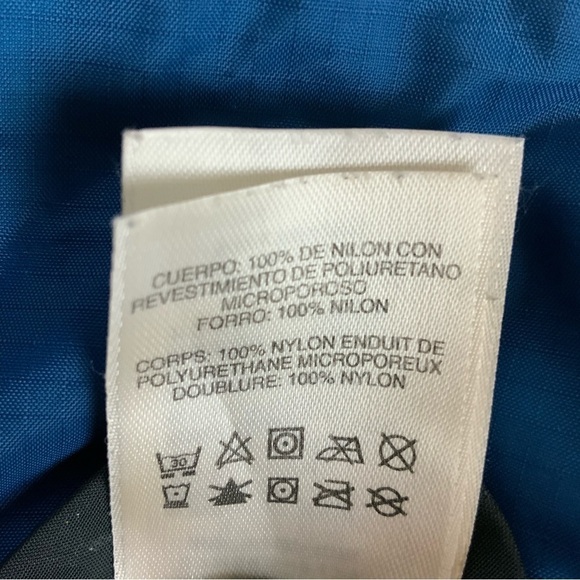 CUERPO: 100% DE NILON CON
REVESTIMIENTO DE POLIURETANO
MICROPOROSO
FORRO: 100% NILON
CORPS: 100% NYLON ENDUIT DE
POLYURETHANE MICROPOREUX
DOUBLURE: 100% NYLON
30